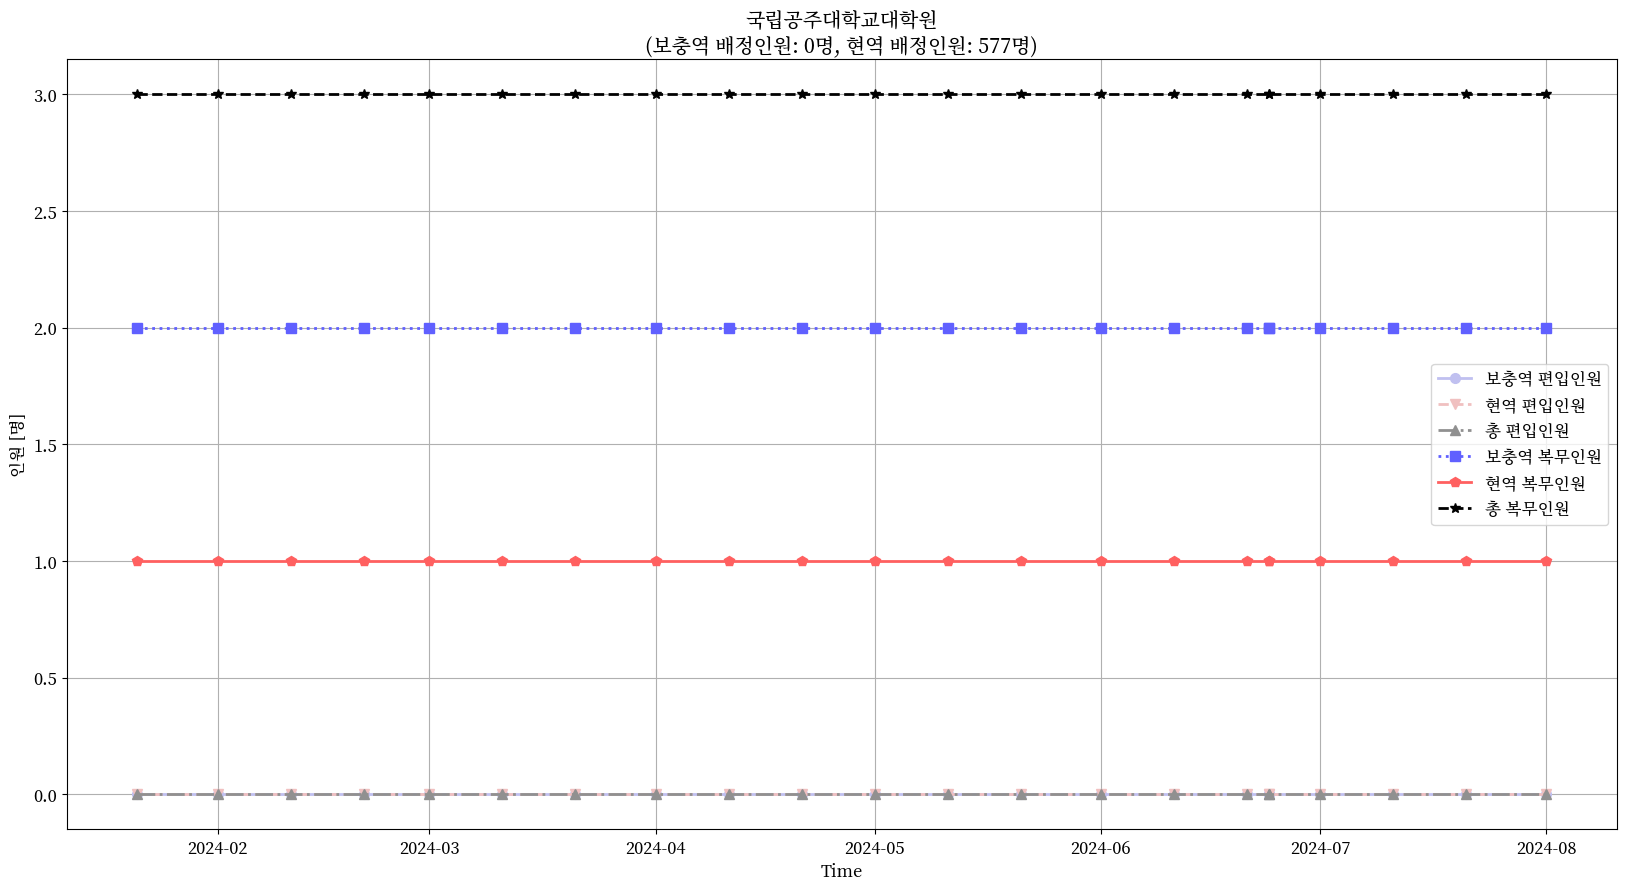 국립공주대학교대학원
(보충역 배정인원: 0명, 현역 배정인원: 577명)
인원 [명]
3.0
2.5
2.0
1.5
1.0
0.5
0.0
보충역 편입인원
현역 편입인원
총 편입인원
보충역 복무인원
현역 복무인원
총 복무인원
2024-02 2024-03 2024-04 2024-05 2024-06 2024-07 2024-08
Time